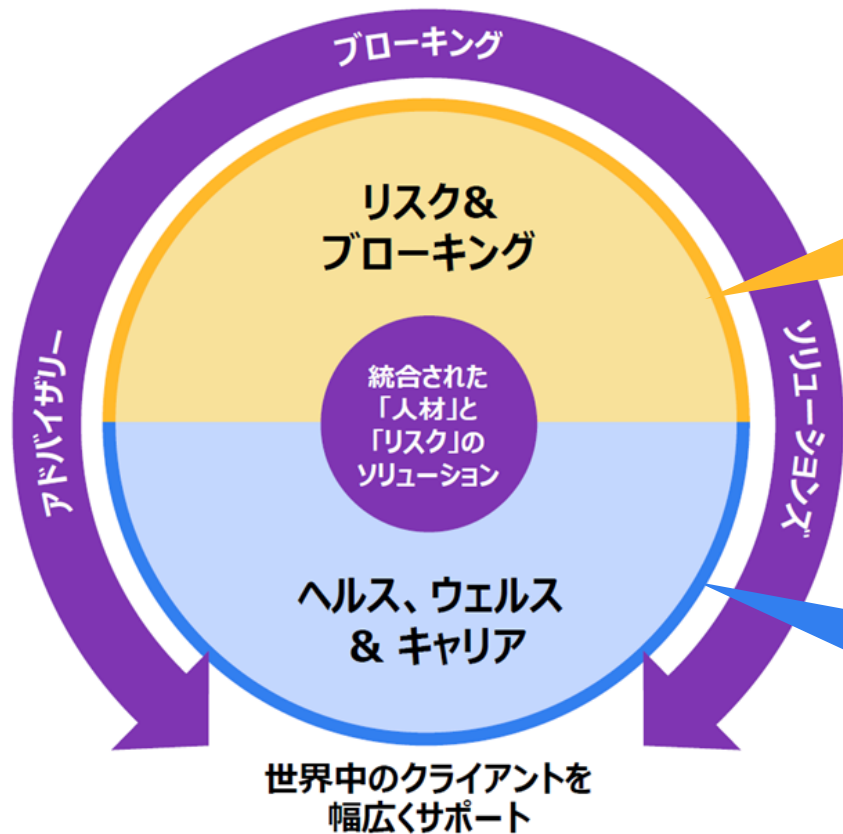 ブローキング
リスク&
ブローキング
アドバイザリー
ソリューションズ
統合された
「人材」と
「リスク」の
ソリューション
ヘルス、ウェルス
& キャリア
世界中のクライアントを
幅広くサポート